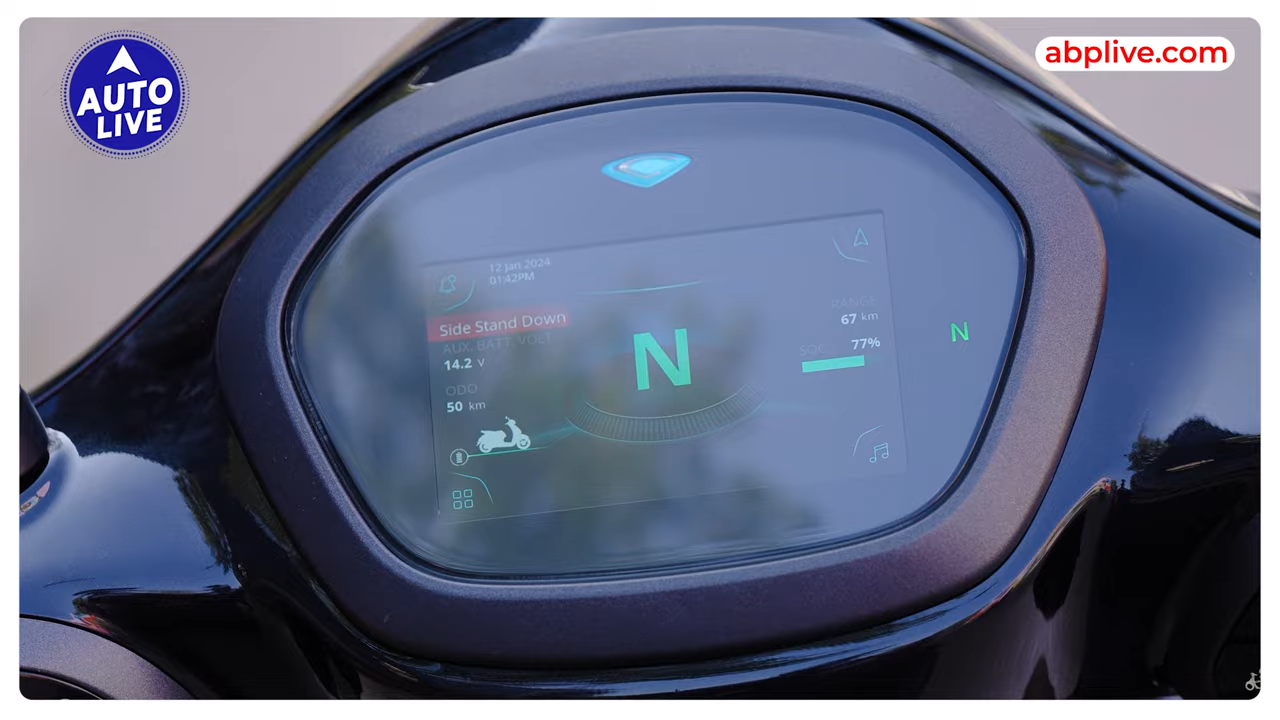 AUTO
LIVE
abplive.com
12 Jan 2024
01:42PM
Side Stand Down
AUX. BATT. VOLT
14.2 V
ODO
50 km
N
RANGE
67 km
SOC 77%
N